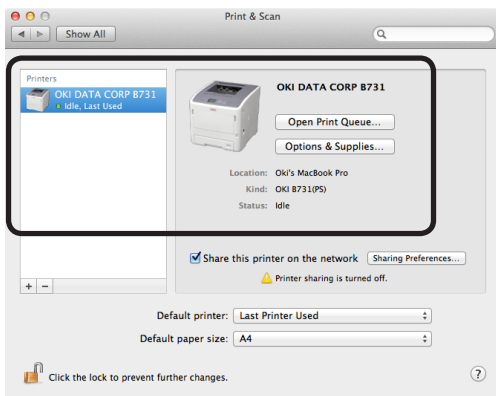 Print & Scan
Show All
Printers
OKI DATA CORP B731
Idle, Last Used
OKI DATA CORP B731
Open Print Queue...
Options & Supplies...
Location: Oki's MacBook Pro
Kind: OKI B731(PS)
Status: Idle
Share this printer on the network Sharing Preferences...
Printer sharing is turned off.
+ −
Default printer: Last Printer Used
Default paper size: A4
Click the lock to prevent further changes.
?